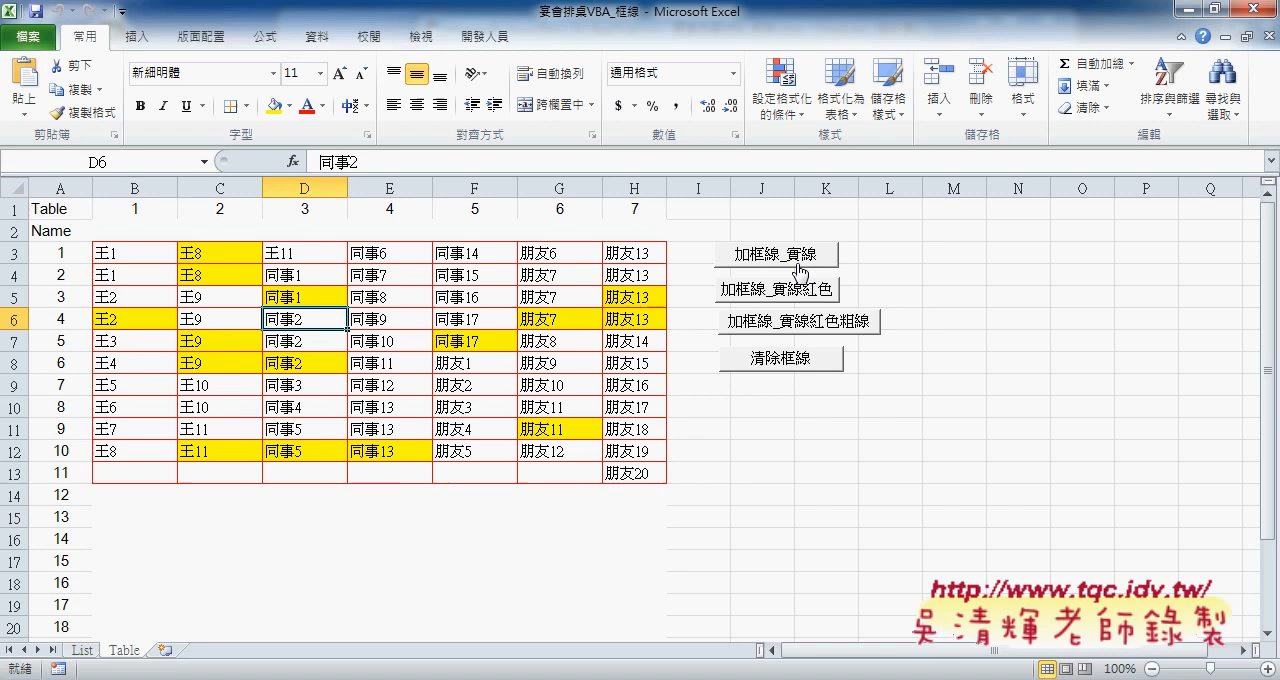 宴會排桌VBA_框線 - Microsoft Excel
檔案 常用 插入 版面配置 公式 資料 校閱 檢視 開發人員
貼上 剪下 複製 複製格式 剪貼簿
新細明體 11 B I U 字型
自動換列 跨欄置中 對齊方式
通用格式 $ % , 數值
設定格式化的條件 格式化為表格 儲存格樣式 樣式
插入 刪除 格式 儲存格
Σ 自動加總 填滿 清除 排序與篩選 尋找與選取 編輯
D6 fx 同事2
A B C D E F G H I J K L M N O P Q
1 Table 1 2 3 4 5 6 7
2 Name
3 1 王1 王8 王11 同事6 同事14 朋友6 朋友13 加框線_實線
4 2 王1 王8 同事1 同事7 同事15 朋友7 朋友13
5 3 王2 王9 同事1 同事8 同事16 朋友7 朋友13 加框線_實線紅色
6 4 王2 王9 同事2 同事9 同事17 朋友7 朋友13 加框線_實線紅色粗線
7 5 王3 王9 同事2 同事10 同事17 朋友8 朋友14
8 6 王4 王9 同事2 同事11 朋友1 朋友9 朋友15 清除框線
9 7 王5 王10 同事3 同事12 朋友2 朋友10 朋友16
10 8 王6 王10 同事4 同事13 朋友3 朋友11 朋友17
11 9 王7 王11 同事5 同事13 朋友4 朋友11 朋友18
12 10 王8 王11 同事5 同事13 朋友5 朋友12 朋友19
13 11 朋友20
14 12
15 13
16 14
17 15
18 16
19 17
20 18
http://www.tqc.idv.tw/
吳清輝老師錄製
List Table
就緒 100%